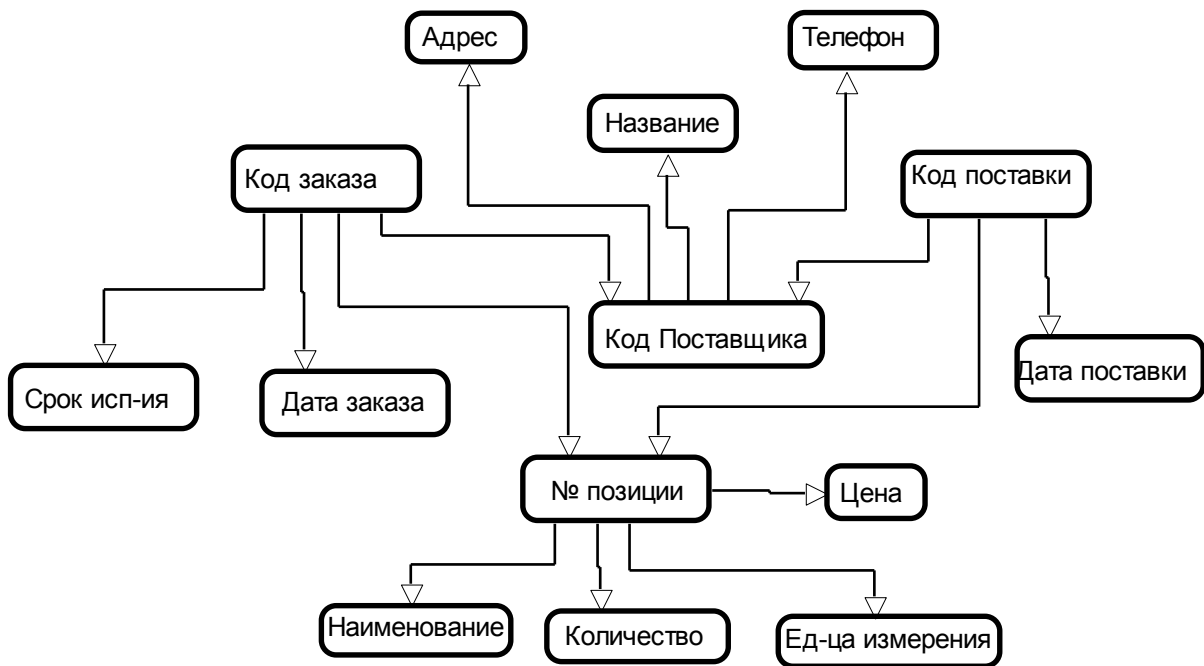 Адрес
Телефон
Название
Код заказа
Код поставки
Код Поставщика
Срок исп-ия
Дата заказа
Дата поставки
№ позиции
Цена
Наименование
Количество
Ед-ца измерения